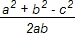 a² + b² - c²
2ab